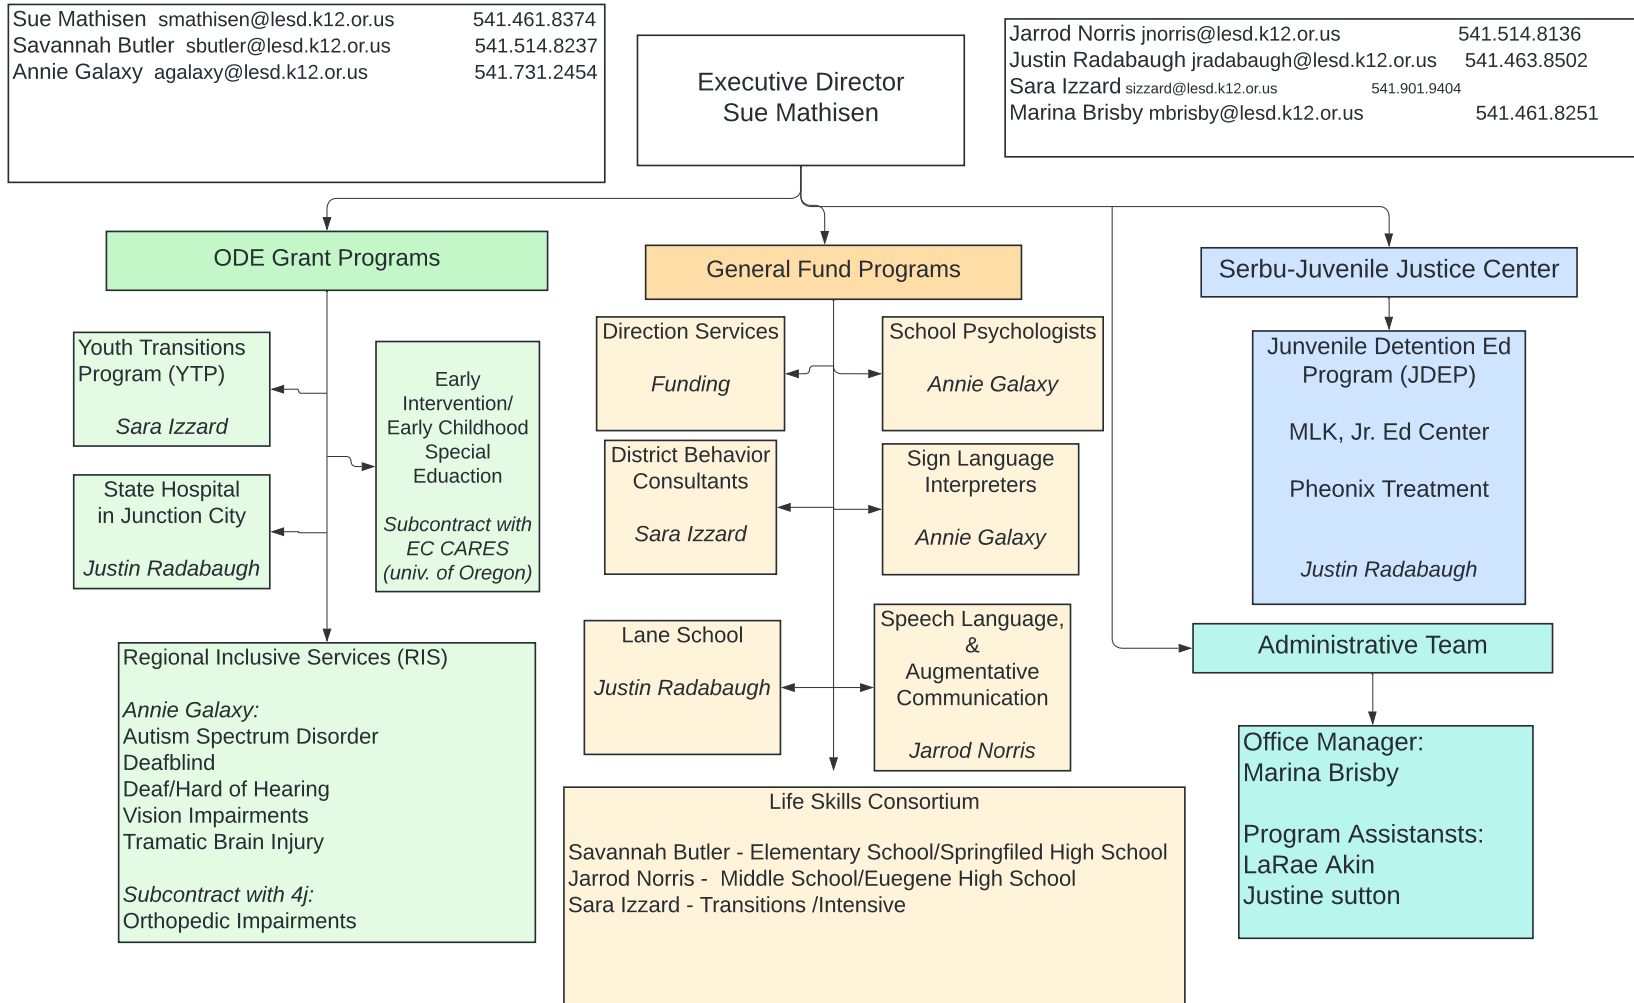 Sue Mathisen smathisen@lesd.k12.or.us 541.461.8374
Savannah Butler sbutler@lesd.k12.or.us 541.514.8237
Annie Galaxy agalaxy@lesd.k12.or.us 541.731.2454
Executive Director
Sue Mathisen
Jarrod Norris jnorris@lesd.k12.or.us 541.514.8136
Justin Radabaugh jradabaugh@lesd.k12.or.us 541.463.8502
Sara Izzard sizzard@lesd.k12.or.us 541.901.9404
Marina Brisby mbrisby@lesd.k12.or.us 541.461.8251
ODE Grant Programs
Youth Transitions
Program (YTP)
Sara Izzard
Early
Intervention/
Early Childhood
Special
Eduaction
Subcontract with
EC CARES
(univ. of Oregon)
State Hospital
in Junction City
Justin Radabaugh
Regional Inclusive Services (RIS)
Annie Galaxy:
Autism Spectrum Disorder
Deafblind
Deaf/Hard of Hearing
Vision Impairments
Tramatic Brain Injury
Subcontract with 4j:
Orthopedic Impairments
General Fund Programs
Direction Services
Funding
School Psychologists
Annie Galaxy
District Behavior
Consultants
Sara Izzard
Sign Language
Interpreters
Annie Galaxy
Lane School
Justin Radabaugh
Speech Language,
&
Augmentative
Communication
Jarrod Norris
Life Skills Consortium
Savannah Butler - Elementary School/Springfiled High School
Jarrod Norris - Middle School/Euegene High School
Sara Izzard - Transitions /Intensive
Serbu-Juvenile Justice Center
Junvenile Detention Ed
Program (JDEP)
MLK, Jr. Ed Center
Pheonix Treatment
Justin Radabaugh
Administrative Team
Office Manager:
Marina Brisby
Program Assistansts:
LaRae Akin
Justine sutton